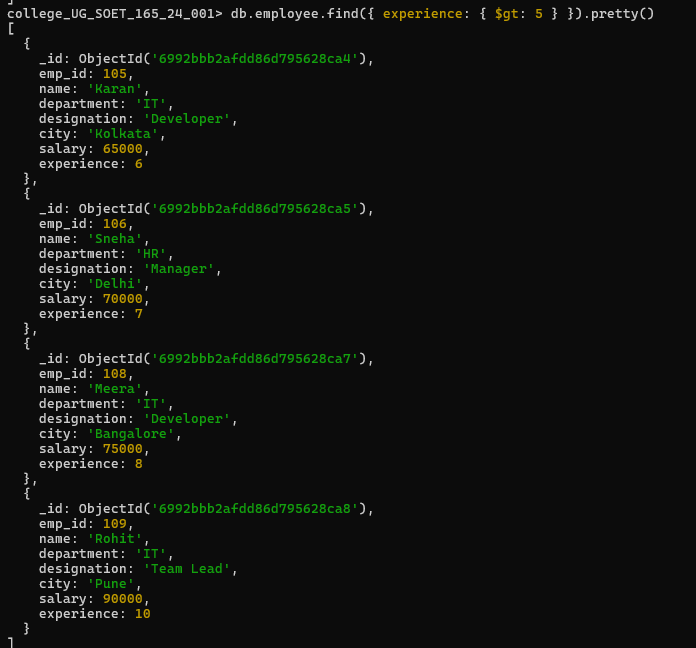 ]
college_UG_SOET_165_24_001> db.employee.find({ experience: { $gt: 5 } }).pretty()
[
  {
    _id: ObjectId('6992bbb2afdd86d795628ca4'),
    emp_id: 105,
    name: 'Karan',
    department: 'IT',
    designation: 'Developer',
    city: 'Kolkata',
    salary: 65000,
    experience: 6
  },
  {
    _id: ObjectId('6992bbb2afdd86d795628ca5'),
    emp_id: 106,
    name: 'Sneha',
    department: 'HR',
    designation: 'Manager',
    city: 'Delhi',
    salary: 70000,
    experience: 7
  },
  {
    _id: ObjectId('6992bbb2afdd86d795628ca7'),
    emp_id: 108,
    name: 'Meera',
    department: 'IT',
    designation: 'Developer',
    city: 'Bangalore',
    salary: 75000,
    experience: 8
  },
  {
    _id: ObjectId('6992bbb2afdd86d795628ca8'),
    emp_id: 109,
    name: 'Rohit',
    department: 'IT',
    designation: 'Team Lead',
    city: 'Pune',
    salary: 90000,
    experience: 10
  }
]